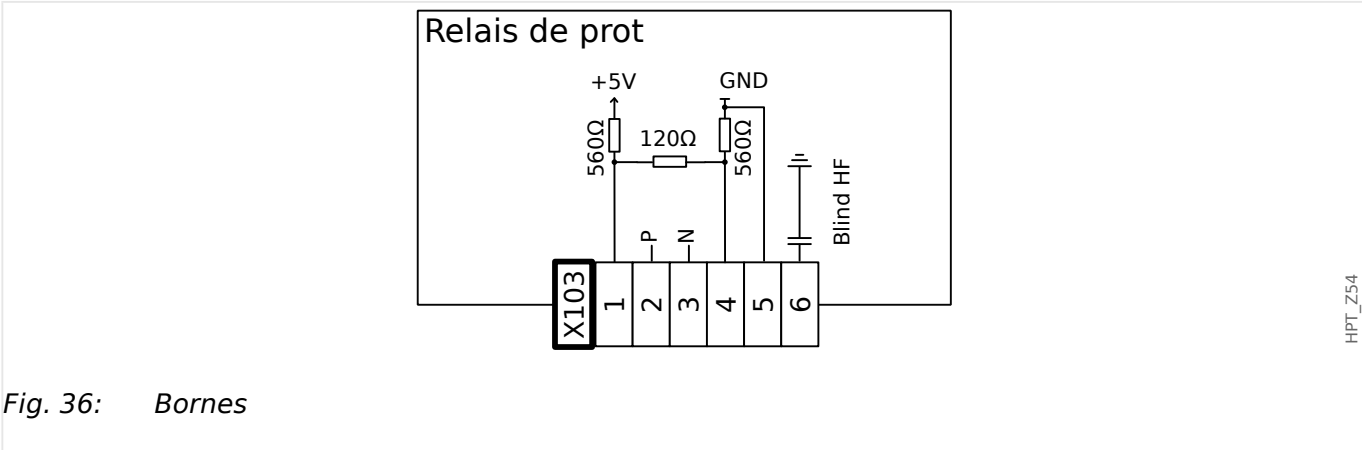 Relais de prot
+5V
GND
560Ω
120Ω
560Ω
Blind HF
P
N
X103
1
2
3
4
5
6
HPT_Z54
Fig. 36: Bornes